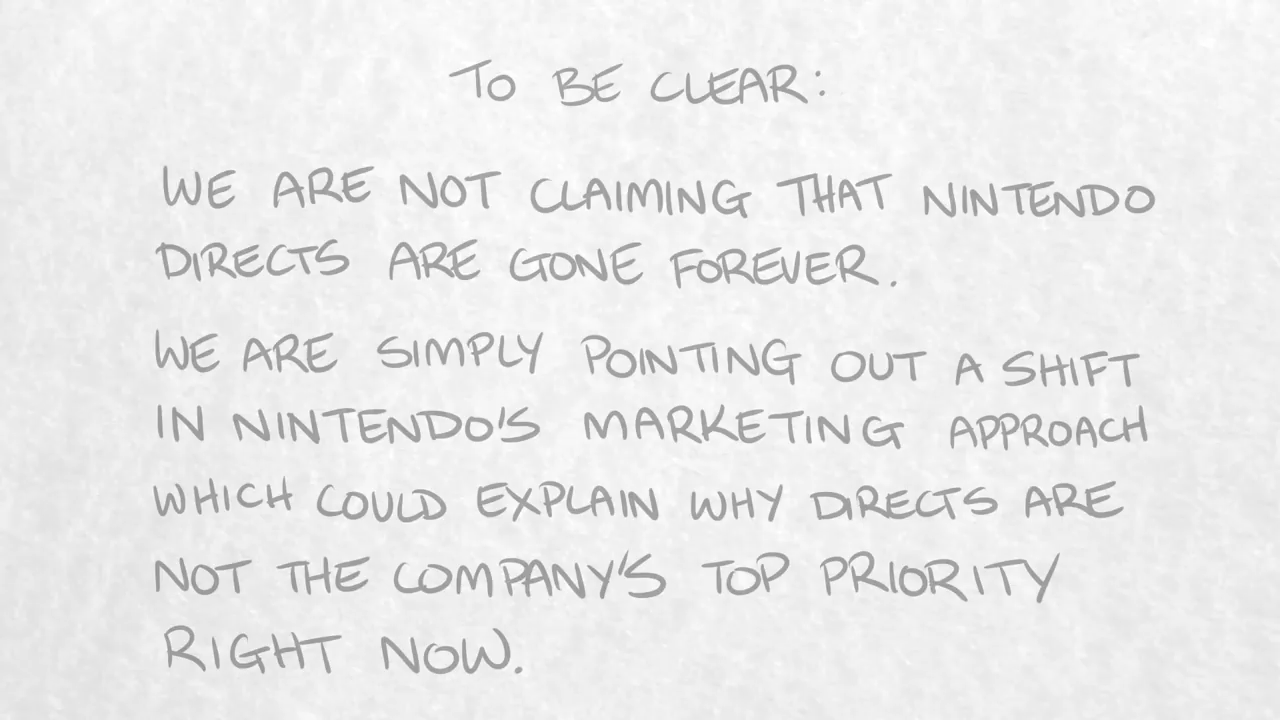 TO BE CLEAR:
WE ARE NOT CLAIMING THAT NINTENDO
DIRECTS ARE GONE FOREVER.
WE ARE SIMPLY POINTING OUT A SHIFT
IN NINTENDO'S MARKETING APPROACH
WHICH COULD EXPLAIN WHY DIRECTS ARE
NOT THE COMPANY'S TOP PRIORITY
RIGHT NOW.